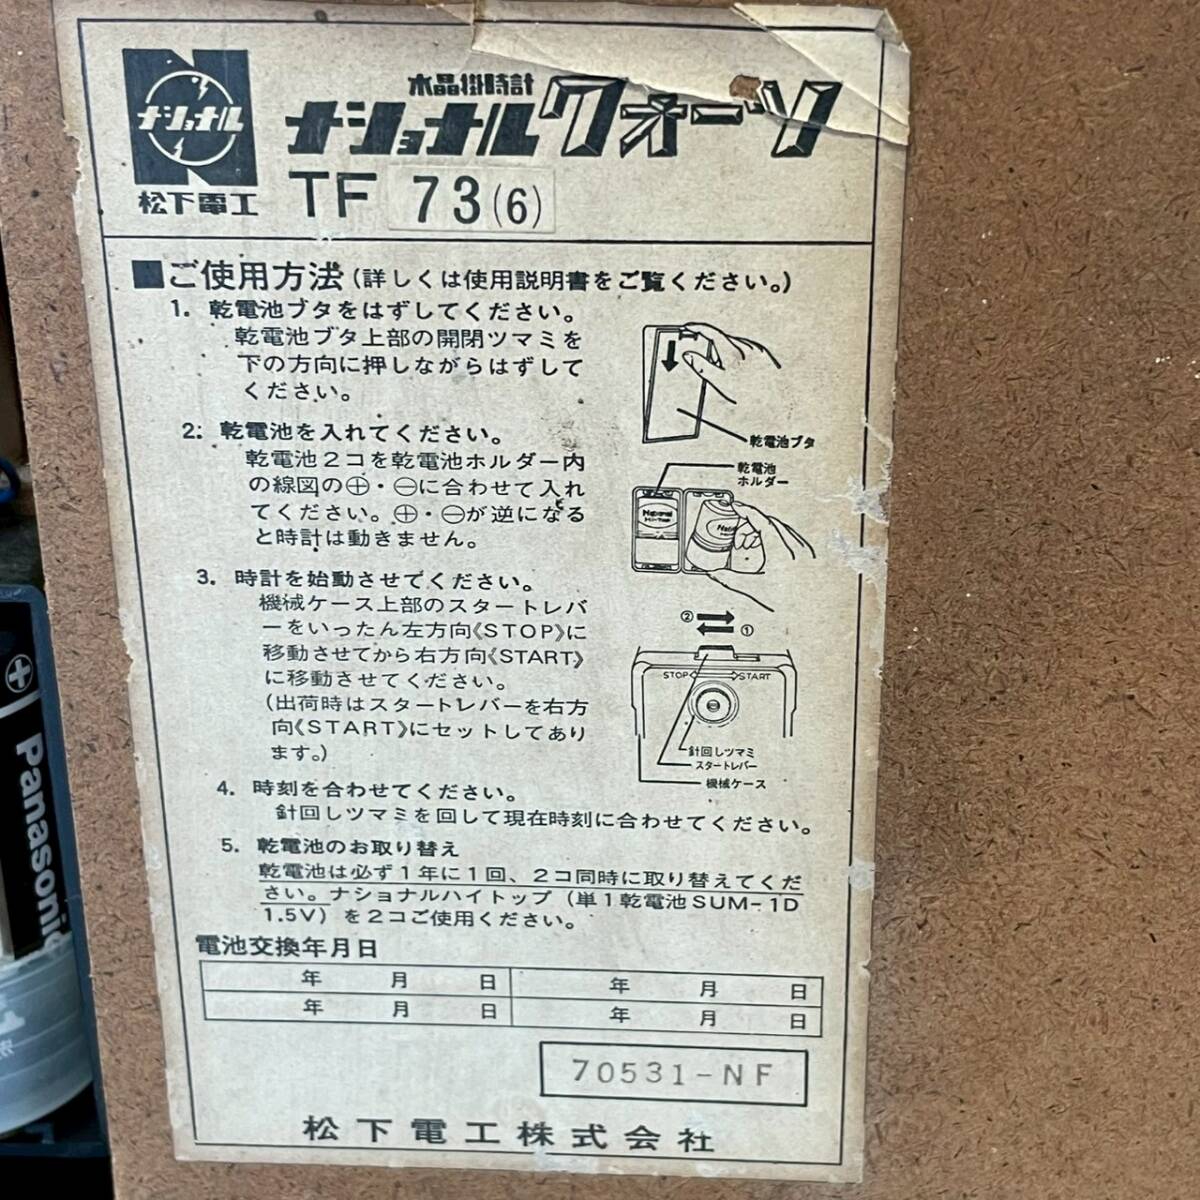 ナショナル
松下電工
水晶掛時計
ナショナルクオーツ
TF 73(6)
■ご使用方法(詳しくは使用説明書をご覧ください。)
1. 乾電池ブタをはずしてください。
乾電池ブタ上部の開閉ツマミを
下の方向に押しながらはずして
ください。
乾電池ブタ
2. 乾電池を入れてください。
乾電池2コを乾電池ホルダー内
の線図の⊕・⊖に合わせて入れ
てください。⊕・⊖が逆になる
と時計は動きません。
乾電池
ホルダー
National
Hi-Top
3. 時計を始動させてください。
機械ケース上部のスタートレバ
ーをいったん左方向《STOP》に
移動させてから右方向《START》
に移動させてください。
(出荷時はスタートレバーを右方
向《START》にセットしてあり
ます。)
② ①
STOP START
針回しツマミ
スタートレバー
機械ケース
4. 時刻を合わせてください。
針回しツマミを回して現在時刻に合わせてください。
5. 乾電池のお取り替え
乾電池は必ず1年に1回、2コ同時に取り替えてくだ
さい。ナショナルハイトップ(単1乾電池SUM-1D
1.5V)を2コご使用ください。
電池交換年月日
年 月 日 年 月 日
年 月 日 年 月 日
70531-NF
松下電工株式会社
+ Panasonic